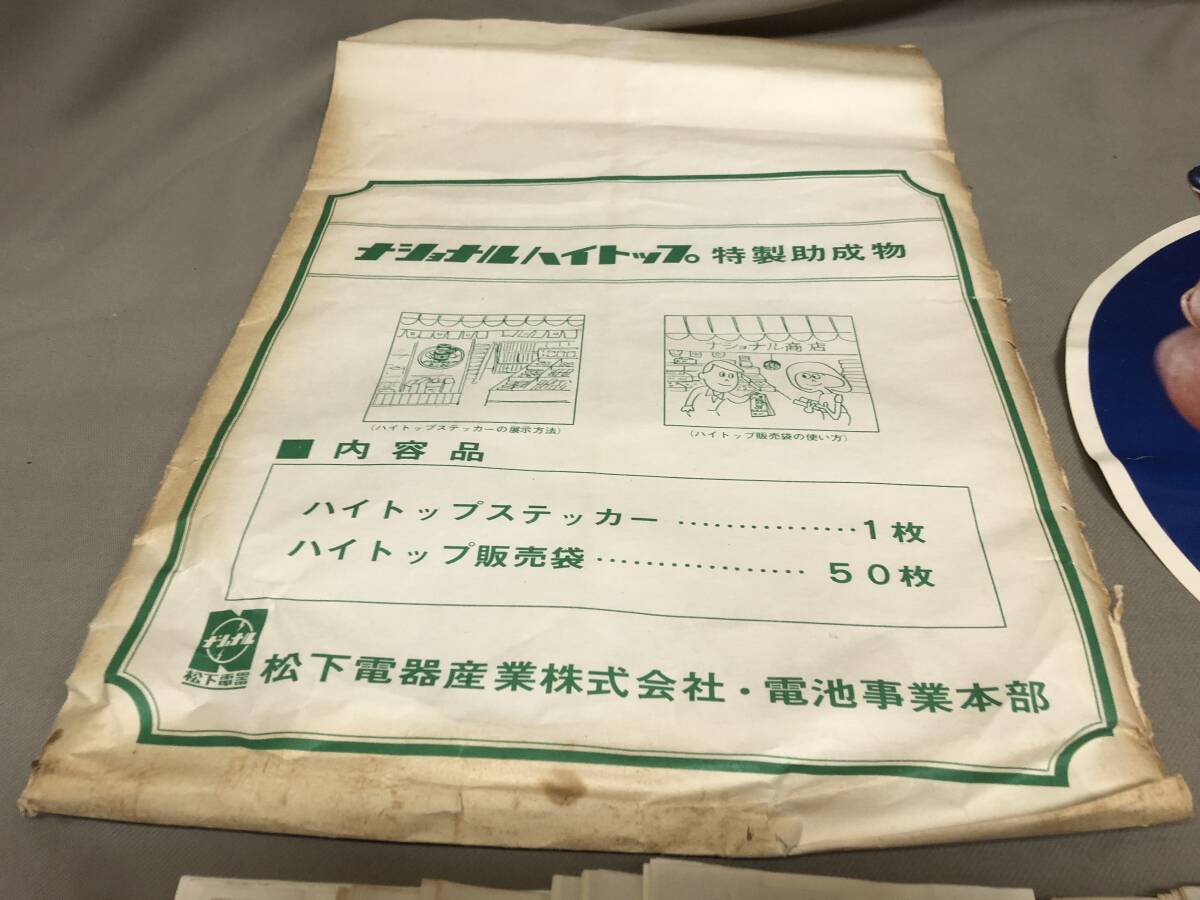 ナショナルハイトップ。特製助成物
ナショナル商店
(ハイトップステッカーの展示方法)
(ハイトップ販売袋の使い方)
■ 内容品
ハイトップステッカー ……………… 1枚
ハイトップ販売袋 ……………… 50枚
ナショナル
松下電器
松下電器産業株式会社・電池事業本部